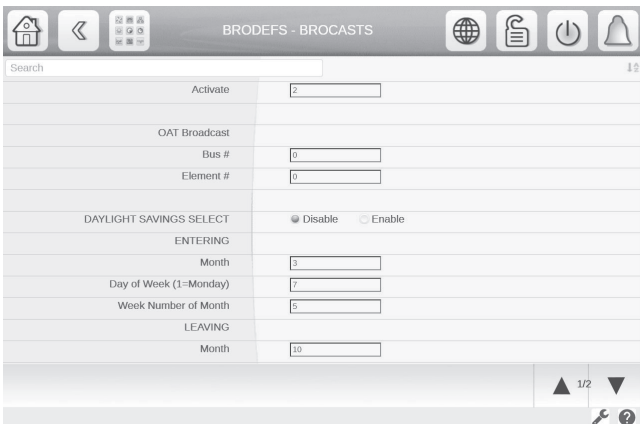 BRODEFS - BROCASTS
Search
Activate 2
OAT Broadcast
Bus # 0
Element # 0
DAYLIGHT SAVINGS SELECT Disable Enable
ENTERING
Month 3
Day of Week (1=Monday) 7
Week Number of Month 5
LEAVING
Month 10
1/2
?